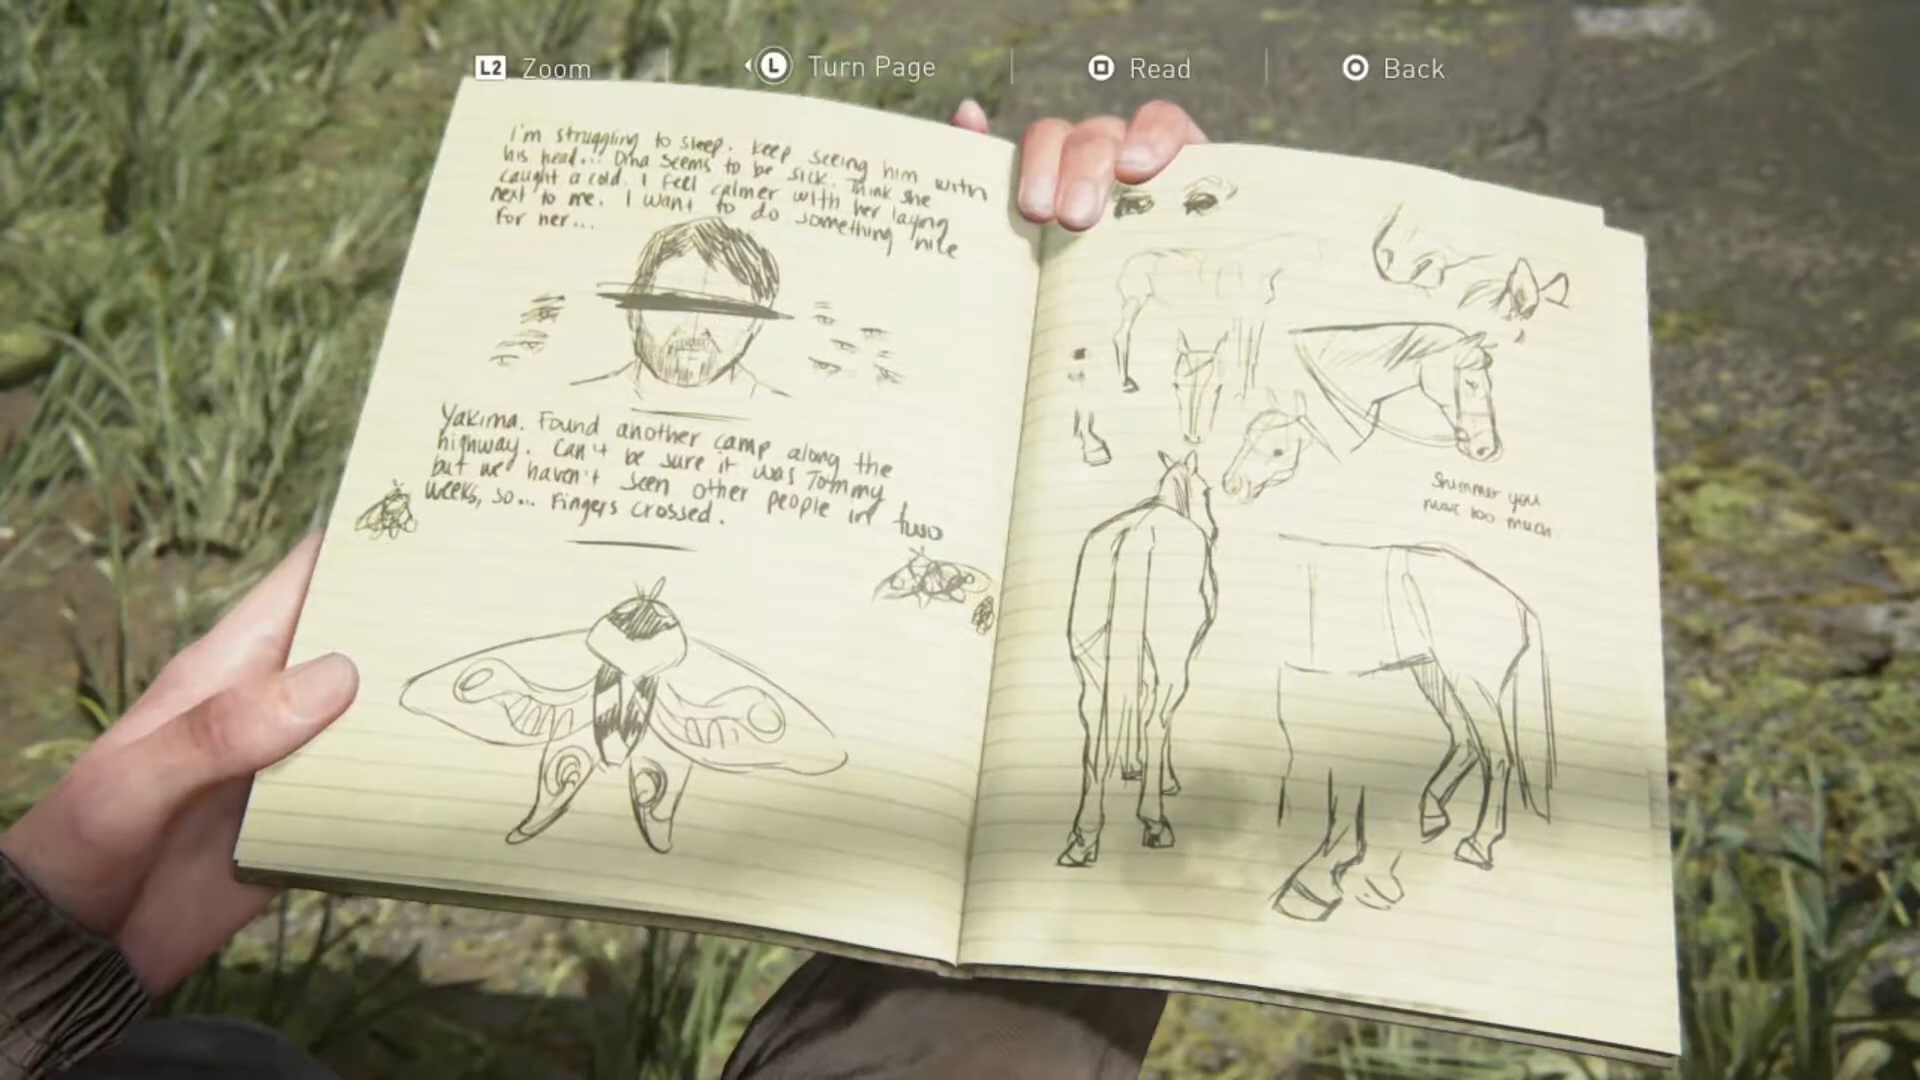 L2 Zoom
L Turn Page
Read
Back
I'm struggling to sleep. Keep seeing him with
his head... Dina seems to be sick. Think she
caught a cold. I feel calmer with her laying
next to me. I want to do something nice
for her...
Yakima. Found another camp along the
highway. Can't be sure it was Tommy
but we haven't seen other people in two
weeks, so... Fingers crossed.
Shimmer you
move too much